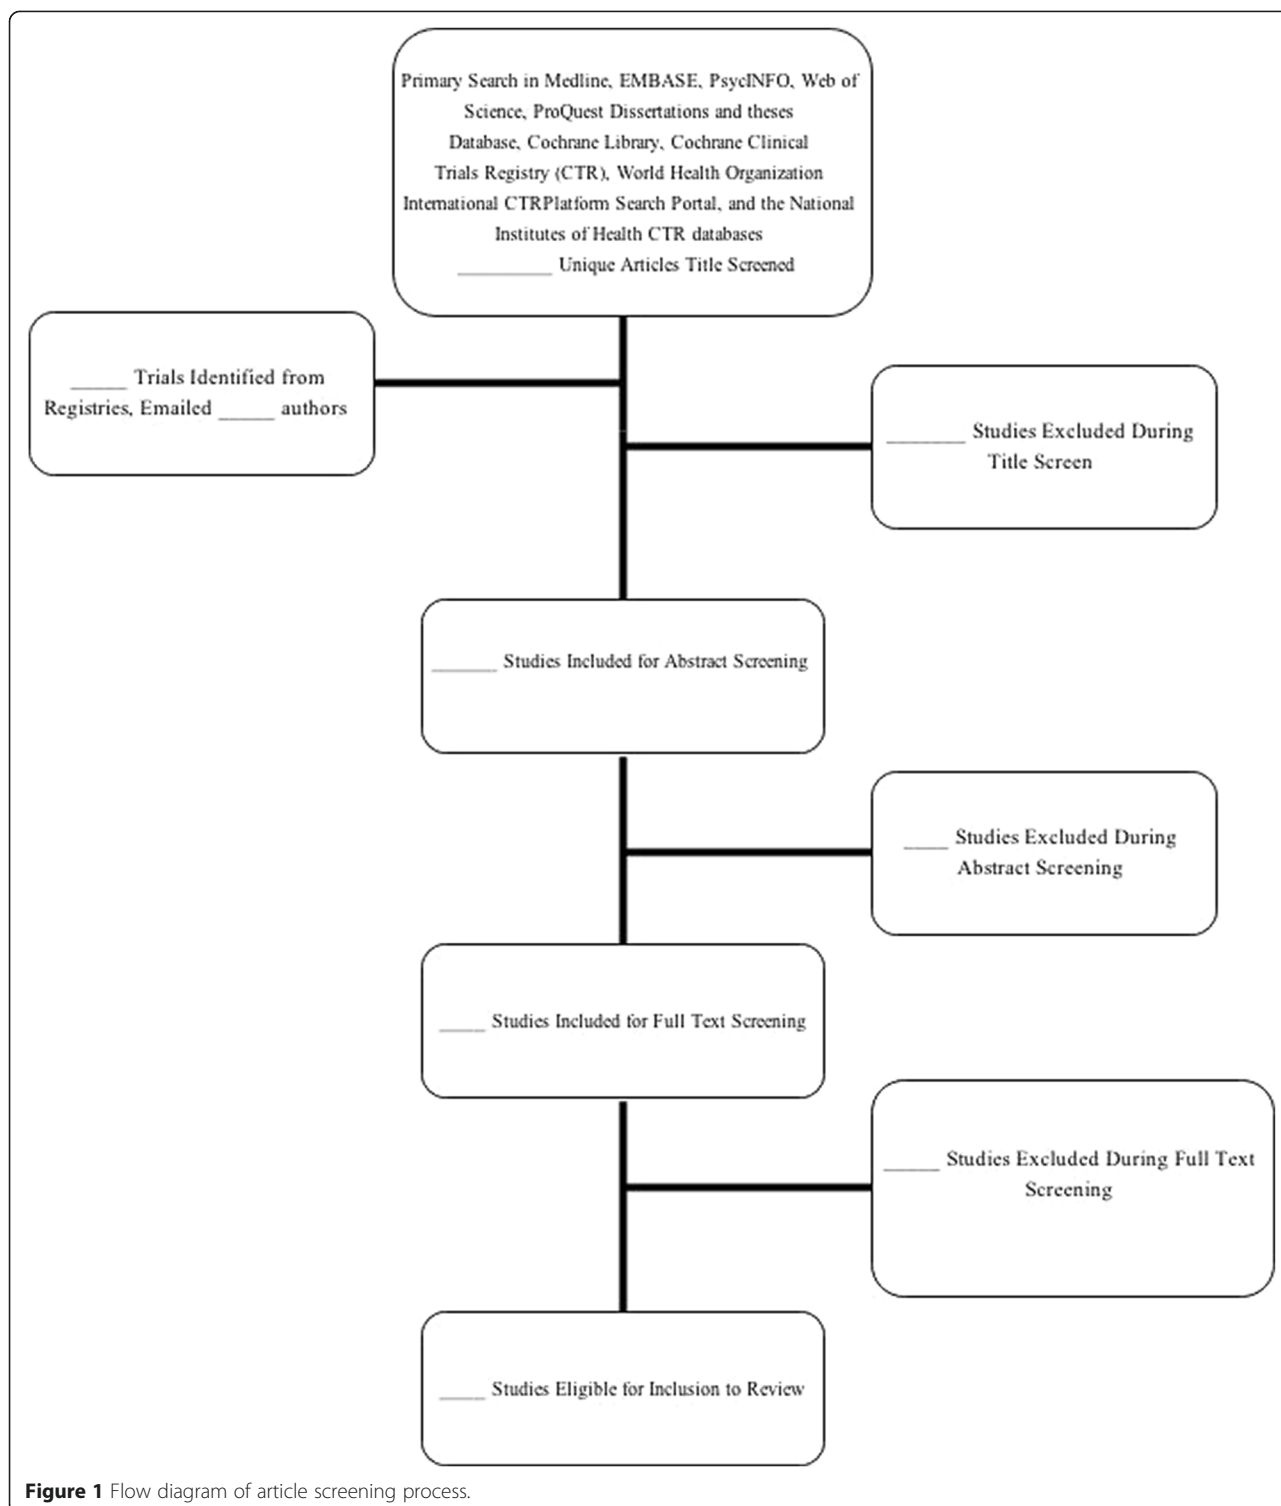 Primary Search in Medline, EMBASE, PsycINFO, Web of
Science, ProQuest Dissertations and theses
Database, Cochrane Library, Cochrane Clinical
Trials Registry (CTR), World Health Organization
International CTRPlatform Search Portal, and the National
Institutes of Health CTR databases
__________ Unique Articles Title Screened
______ Trials Identified from
Registries, Emailed ______ authors
________ Studies Excluded During
Title Screen
_______ Studies Included for Abstract Screening
____ Studies Excluded During
Abstract Screening
_____ Studies Included for Full Text Screening
______ Studies Excluded During Full Text
Screening
_____ Studies Eligible for Inclusion to Review
Figure 1 Flow diagram of article screening process.